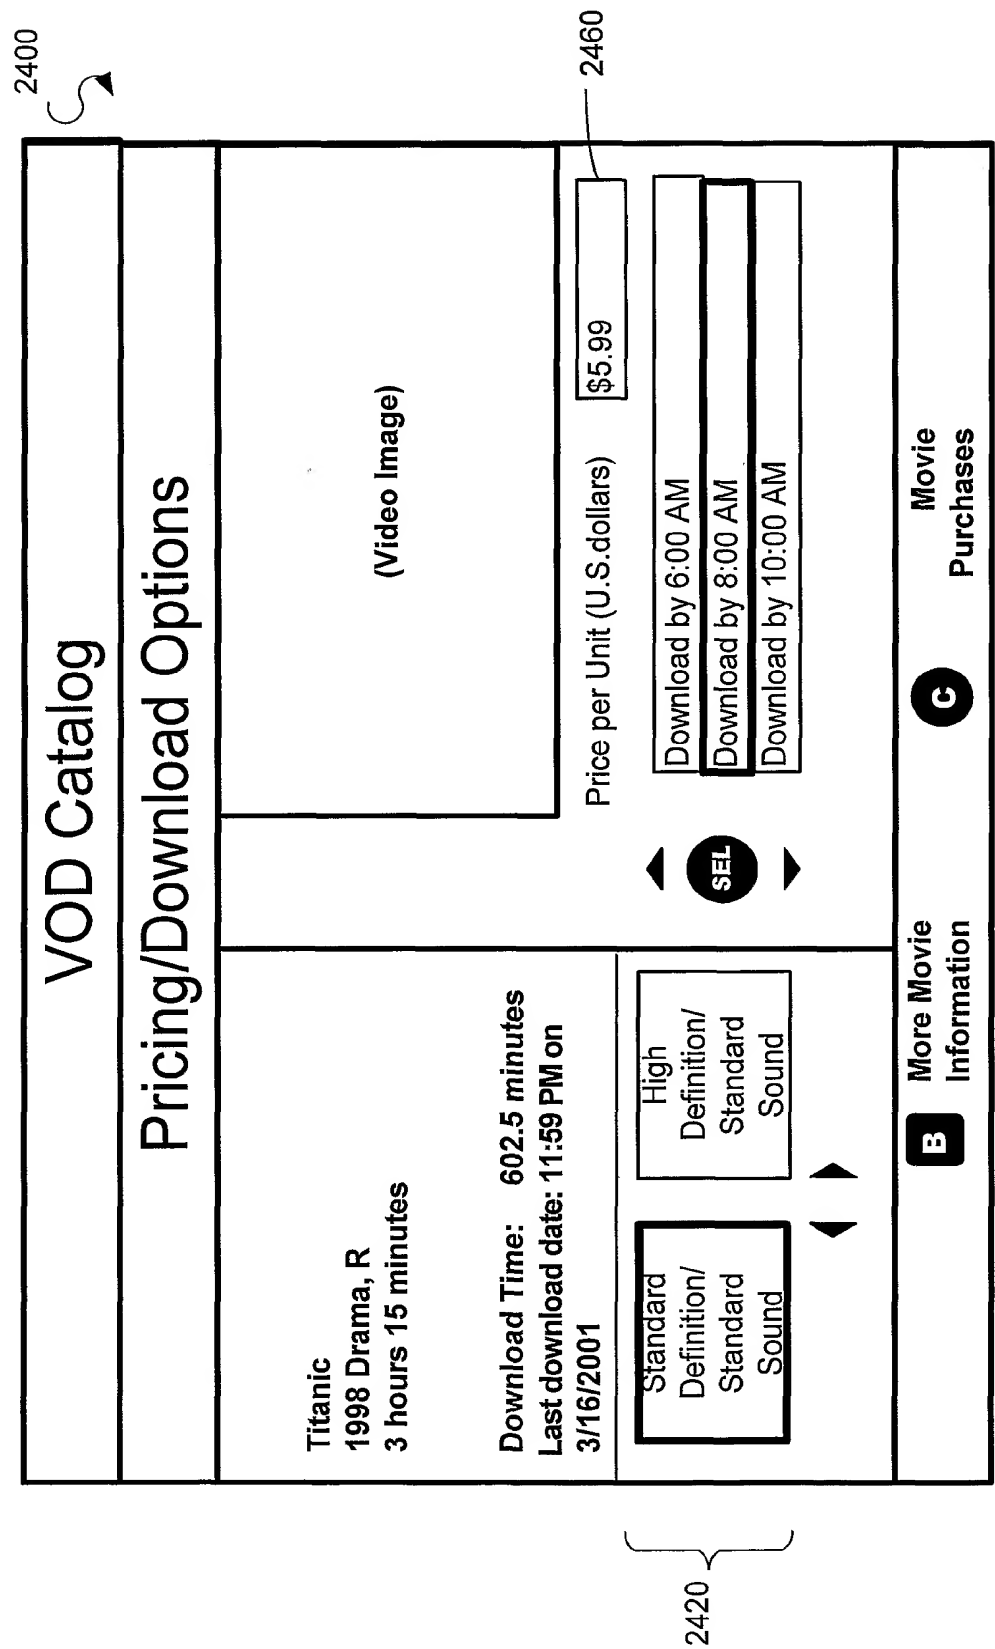 2400
VOD Catalog
Pricing/Download Options
Titanic
1998 Drama, R
3 hours 15 minutes
Download Time: 602.5 minutes
Last download date: 11:59 PM on
3/16/2001
(Video Image)
2420
Standard
Definition/
Standard
Sound
High
Definition/
Standard
Sound
Price per Unit (U.S.dollars)
$5.99
2460
SEL
Download by 6:00 AM
Download by 8:00 AM
Download by 10:00 AM
B
More Movie
Information
C
Movie
Purchases